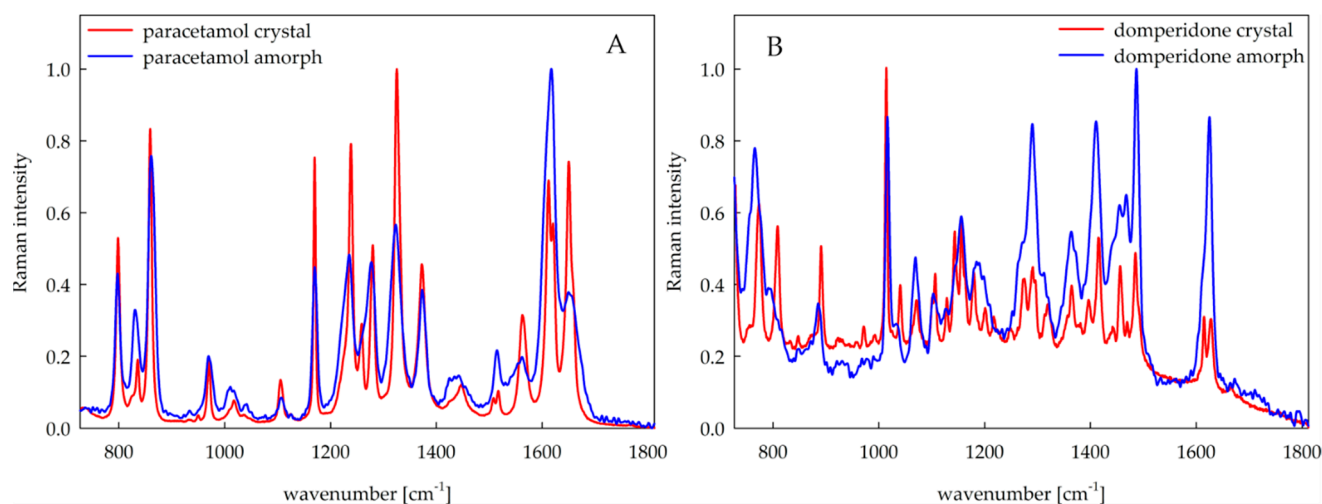 paracetamol crystal
paracetamol amorph
A
1.0
0.8
0.6
0.4
0.2
0.0
Raman intensity
800 1000 1200 1400 1600 1800
wavenumber [cm⁻¹]
domperidone crystal
domperidone amorph
B
1.0
0.8
0.6
0.4
0.2
0.0
Raman intensity
800 1000 1200 1400 1600 1800
wavenumber [cm⁻¹]